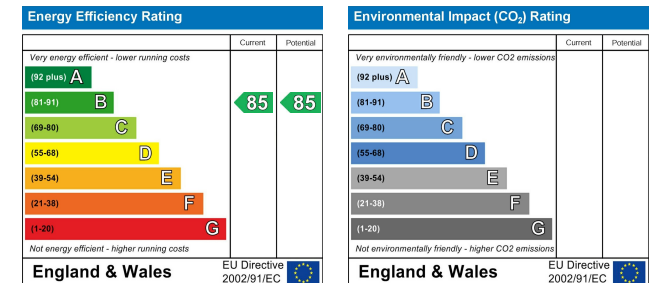 Energy Efficiency Rating
Current Potential
Very energy efficient - lower running costs
(92 plus) A
(81-91) B 85 85
(69-80) C
(55-68) D
(39-54) E
(21-38) F
(1-20) G
Not energy efficient - higher running costs
England & Wales
EU Directive
2002/91/EC
Environmental Impact (CO₂) Rating
Current Potential
Very environmentally friendly - lower CO2 emissions
(92 plus) A
(81-91) B
(69-80) C
(55-68) D
(39-54) E
(21-38) F
(1-20) G
Not environmentally friendly - higher CO2 emissions
England & Wales
EU Directive
2002/91/EC